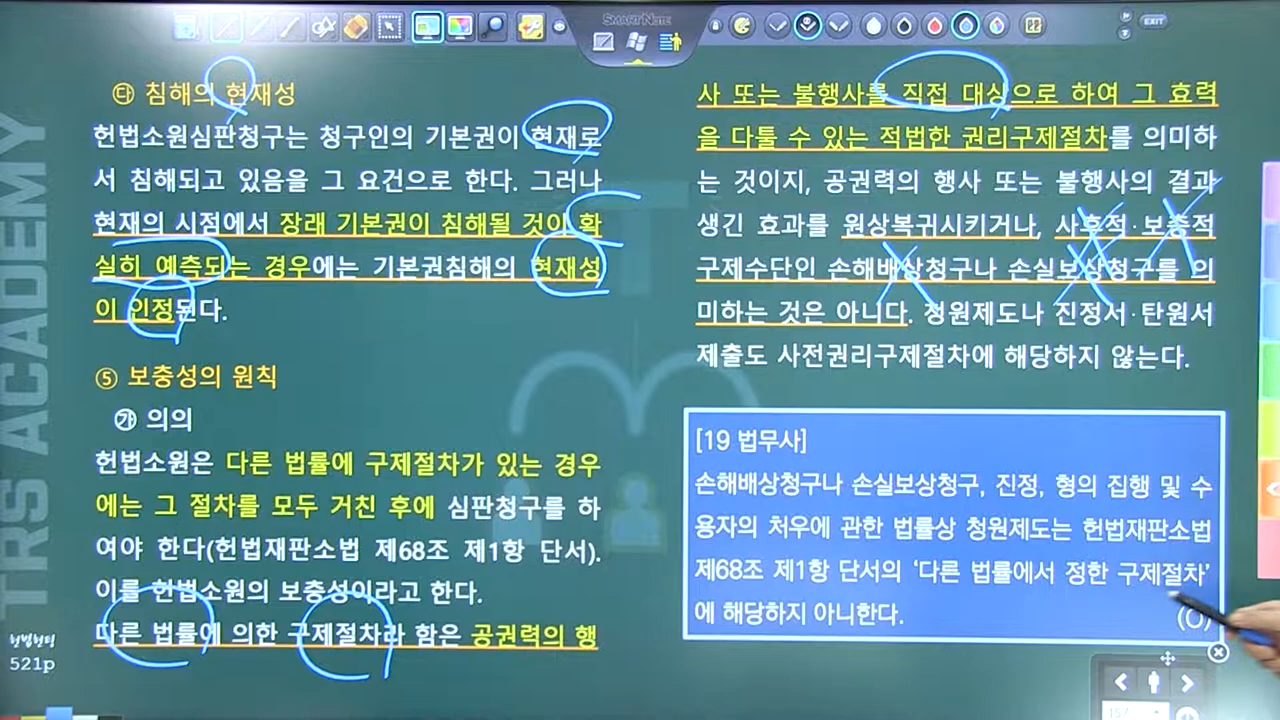 SMART NOTE
EXIT
㉰ 침해의 현재성
헌법소원심판청구는 청구인의 기본권이 현재로
서 침해되고 있음을 그 요건으로 한다. 그러나
현재의 시점에서 장래 기본권이 침해될 것이 확
실히 예측되는 경우에는 기본권침해의 현재성
이 인정된다.
⑤ 보충성의 원칙
㉮ 의의
헌법소원은 다른 법률에 구제절차가 있는 경우
에는 그 절차를 모두 거친 후에 심판청구를 하
여야 한다(헌법재판소법 제68조 제1항 단서).
이를 헌법소원의 보충성이라고 한다.
다른 법률에 의한 구제절차라 함은 공권력의 행
사 또는 불행사를 직접 대상으로 하여 그 효력
을 다툴 수 있는 적법한 권리구제절차를 의미하
는 것이지, 공권력의 행사 또는 불행사의 결과
생긴 효과를 원상복귀시키거나, 사후적·보충적
구제수단인 손해배상청구나 손실보상청구를 의
미하는 것은 아니다. 청원제도나 진정서·탄원서
제출도 사전권리구제절차에 해당하지 않는다.
[19 법무사]
손해배상청구나 손실보상청구, 진정, 형의 집행 및 수
용자의 처우에 관한 법률상 청원제도는 헌법재판소법
제68조 제1항 단서의 ‘다른 법률에서 정한 구제절차’
에 해당하지 아니한다. (O)
TRS ACADEMY
헌법헌터
521p
157